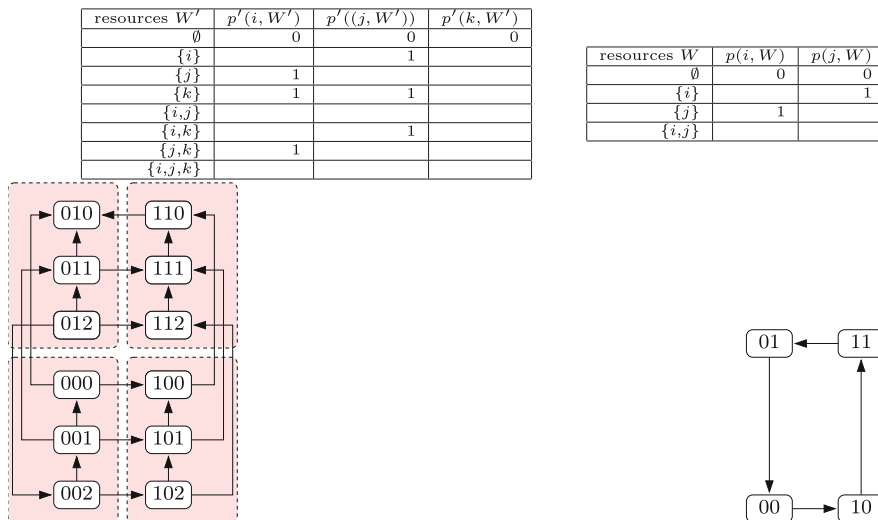 resources W′ p′(i, W′) p′((j, W′)) p′(k, W′)
∅ 0 0 0
{i} 1
{j} 1
{k} 1 1
{i,j}
{i,k} 1
{j,k} 1
{i,j,k}
resources W p(i, W) p(j, W)
∅ 0 0
{i} 1
{j} 1
{i,j}
010 110
011 111
012 112
000 100
001 101
002 102
01 11
00 10